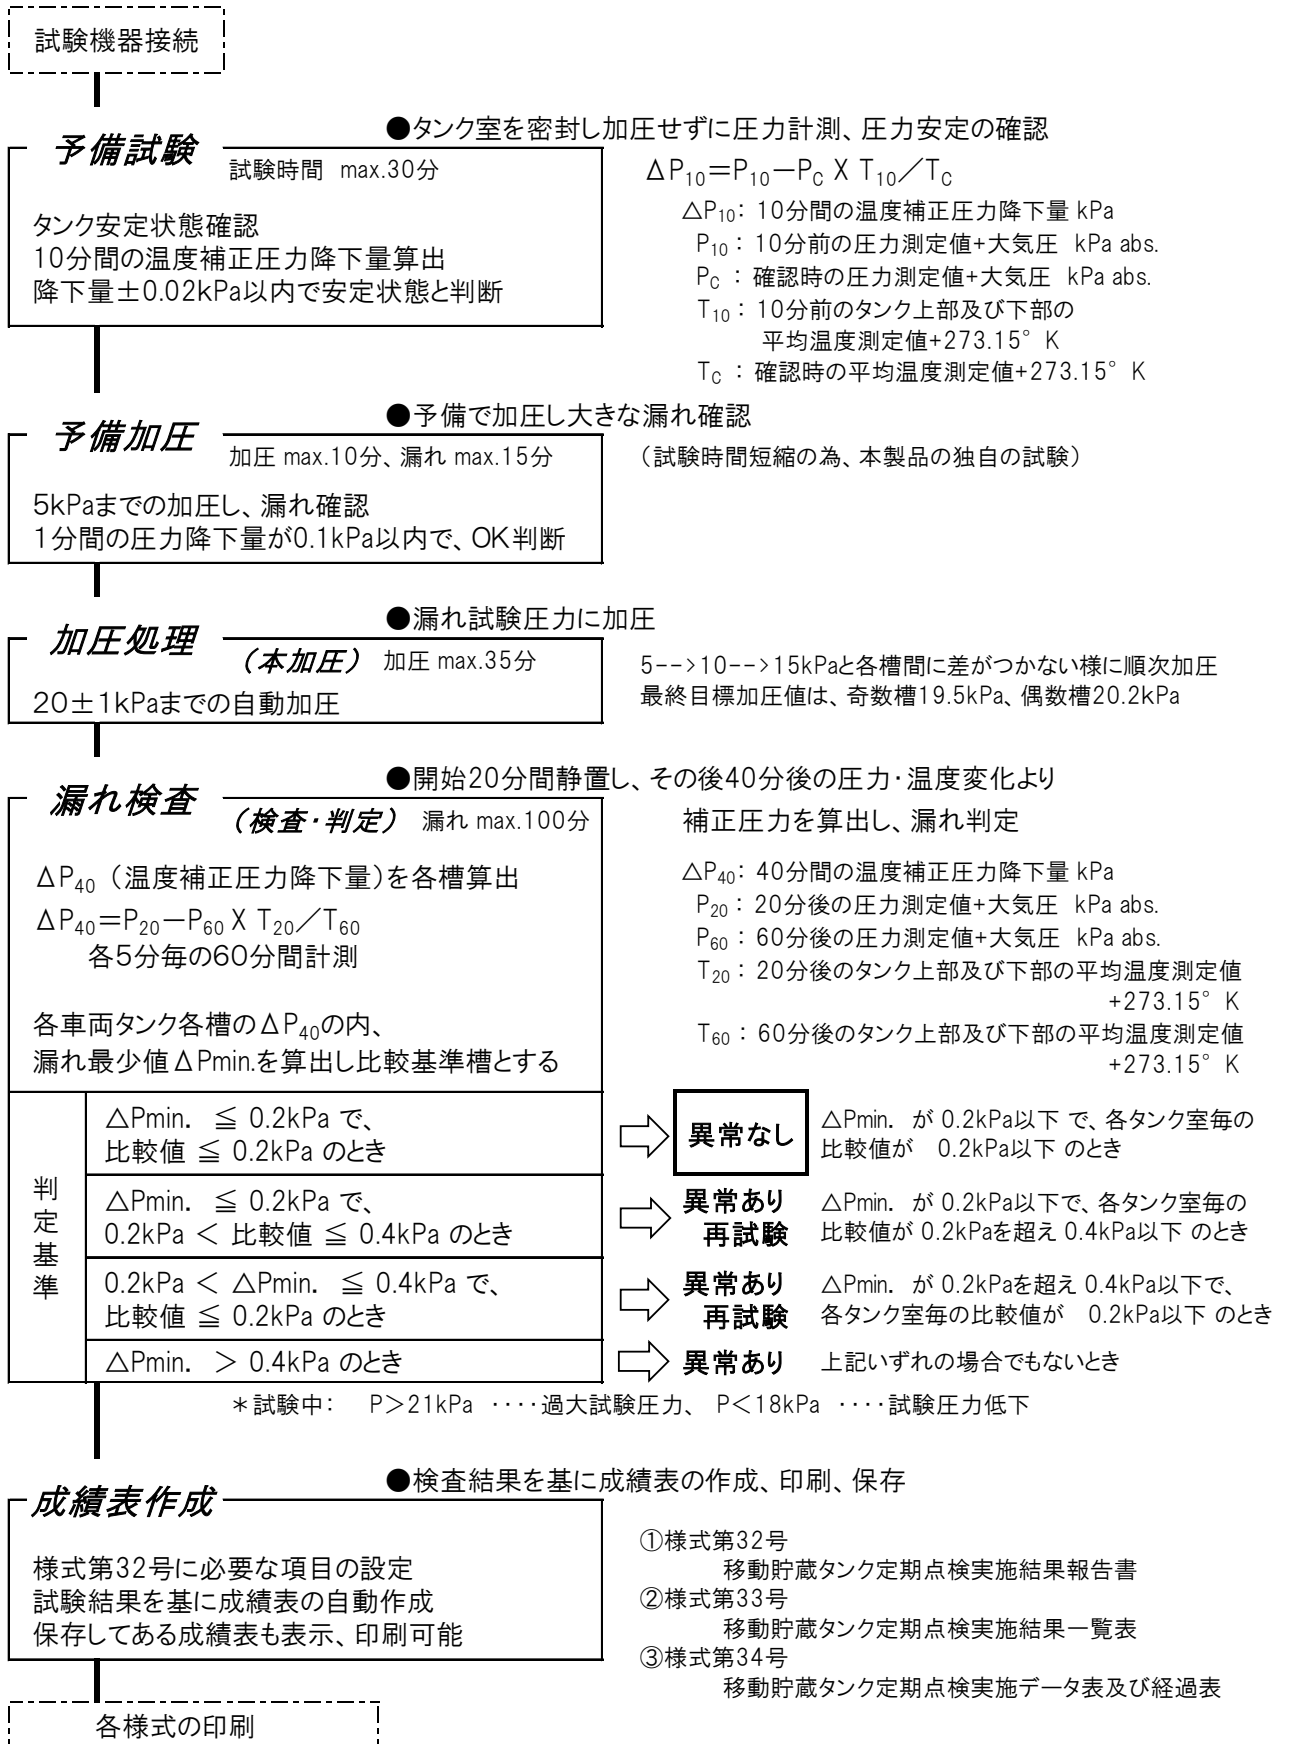 試験機器接続
●タンク室を密封し加圧せずに圧力計測、圧力安定の確認
予備試験
試験時間 max.30分
タンク安定状態確認
10分間の温度補正圧力降下量算出
降下量±0.02kPa以内で安定状態と判断
ΔP10＝P10－PC X T10／TC
△P10： 10分間の温度補正圧力降下量 kPa
P10： 10分前の圧力測定値+大気圧 kPa abs.
PC ： 確認時の圧力測定値+大気圧 kPa abs.
T10： 10分前のタンク上部及び下部の
平均温度測定値+273.15°K
TC ： 確認時の平均温度測定値+273.15°K
●予備で加圧し大きな漏れ確認
予備加圧
加圧 max.10分、漏れ max.15分
（試験時間短縮の為、本製品の独自の試験）
5kPaまでの加圧し、漏れ確認
1分間の圧力降下量が0.1kPa以内で、OK判断
●漏れ試験圧力に加圧
加圧処理
（本加圧） 加圧 max.35分
20±1kPaまでの自動加圧
5-->10-->15kPaと各槽間に差がつかない様に順次加圧
最終目標加圧値は、奇数槽19.5kPa、偶数槽20.2kPa
●開始20分間静置し、その後40分後の圧力・温度変化より
補正圧力を算出し、漏れ判定
漏れ検査
（検査・判定） 漏れ max.100分
ΔP40 （温度補正圧力降下量）を各槽算出
ΔP40＝P20－P60 X T20／T60
各5分毎の60分間計測
各車両タンク各槽のΔP40の内、
漏れ最少値ΔPmin.を算出し比較基準槽とする
△P40： 40分間の温度補正圧力降下量 kPa
P20： 20分後の圧力測定値+大気圧 kPa abs.
P60： 60分後の圧力測定値+大気圧 kPa abs.
T20： 20分後のタンク上部及び下部の平均温度測定値
+273.15°K
T60： 60分後のタンク上部及び下部の平均温度測定値
+273.15°K
判定基準
△Pmin. ≦ 0.2kPa で、
比較値 ≦ 0.2kPa のとき
異常なし
△Pmin. が 0.2kPa以下 で、各タンク室毎の
比較値が 0.2kPa以下 のとき
△Pmin. ≦ 0.2kPa で、
0.2kPa ＜ 比較値 ≦ 0.4kPa のとき
異常あり
再試験
△Pmin. が 0.2kPa以下で、各タンク室毎の
比較値が 0.2kPaを超え 0.4kPa以下 のとき
0.2kPa ＜ △Pmin. ≦ 0.4kPa で、
比較値 ≦ 0.2kPa のとき
異常あり
再試験
△Pmin. が 0.2kPaを超え 0.4kPa以下で、
各タンク室毎の比較値が 0.2kPa以下 のとき
△Pmin. ＞ 0.4kPa のとき
異常あり
上記いずれの場合でもないとき
＊試験中： P＞21kPa ････過大試験圧力、 P＜18kPa ････試験圧力低下
●検査結果を基に成績表の作成、印刷、保存
成績表作成
様式第32号に必要な項目の設定
試験結果を基に成績表の自動作成
保存してある成績表も表示、印刷可能
①様式第32号
移動貯蔵タンク定期点検実施結果報告書
②様式第33号
移動貯蔵タンク定期点検実施結果一覧表
③様式第34号
移動貯蔵タンク定期点検実施データ表及び経過表
各様式の印刷